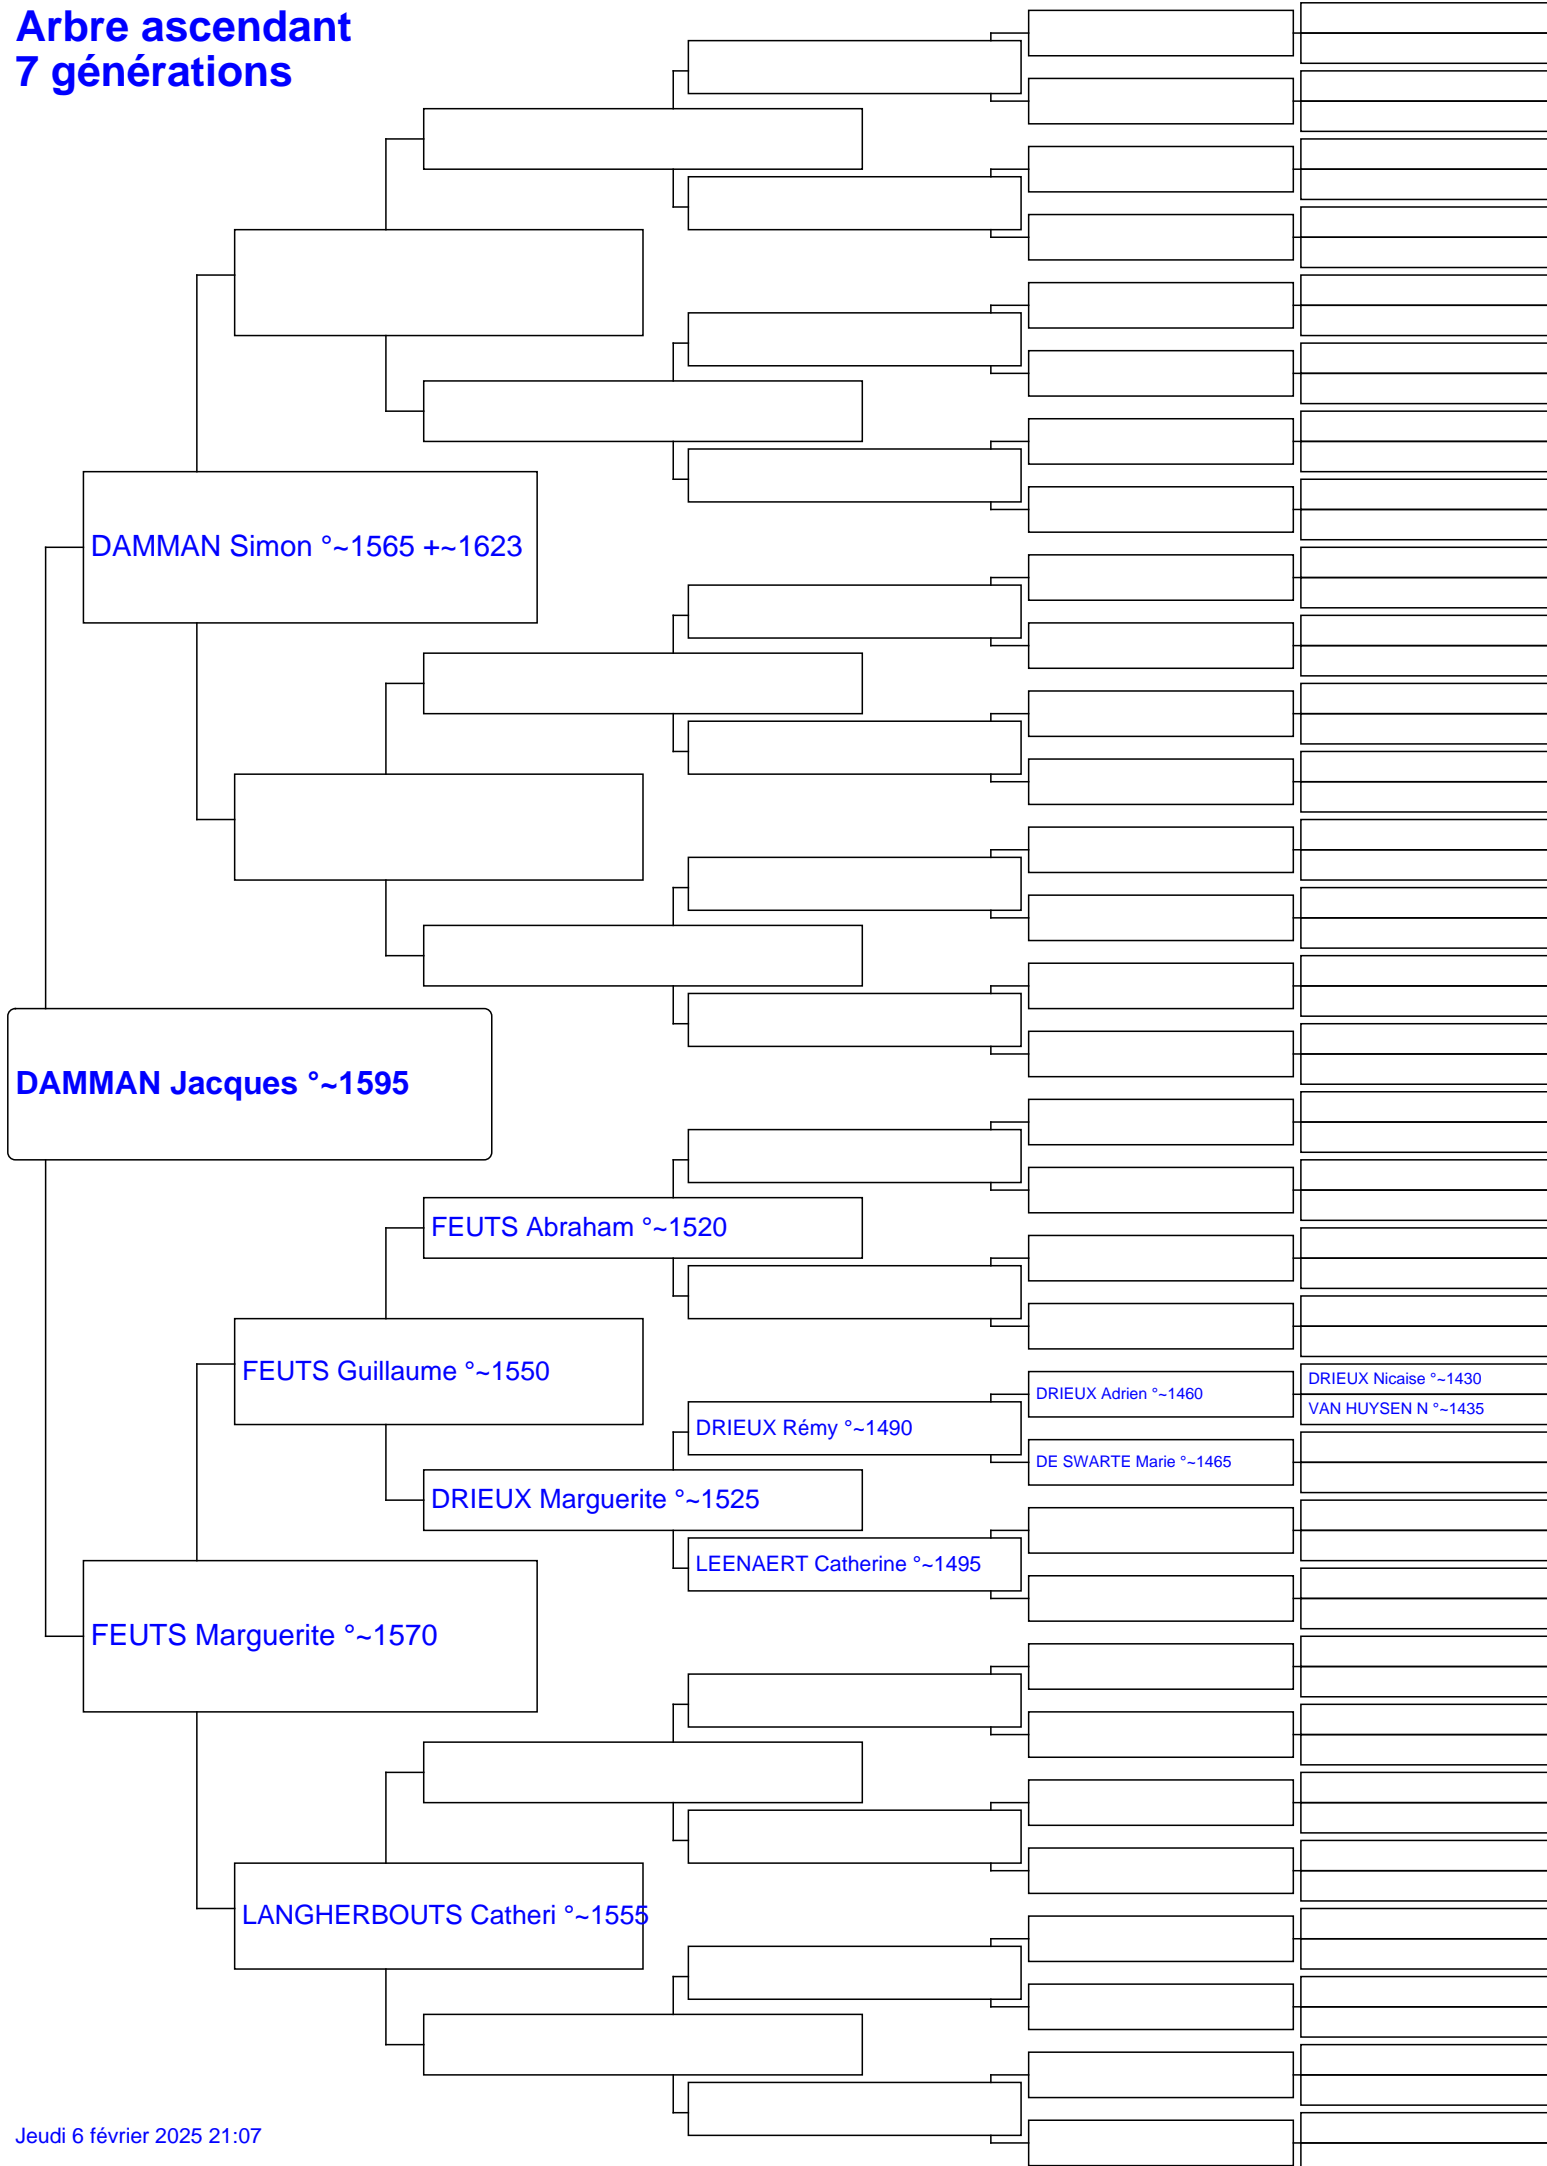 Arbre ascendant
7 générations
DAMMAN Simon °~1565 +~1623
DAMMAN Jacques °~1595
FEUTS Abraham °~1520
FEUTS Guillaume °~1550
DRIEUX Nicaise °~1430
DRIEUX Adrien °~1460
VAN HUYSEN N °~1435
DRIEUX Rémy °~1490
DE SWARTE Marie °~1465
DRIEUX Marguerite °~1525
LEENAERT Catherine °~1495
FEUTS Marguerite °~1570
LANGHERBOUTS Catheri °~1555
Jeudi 6 février 2025 21:07